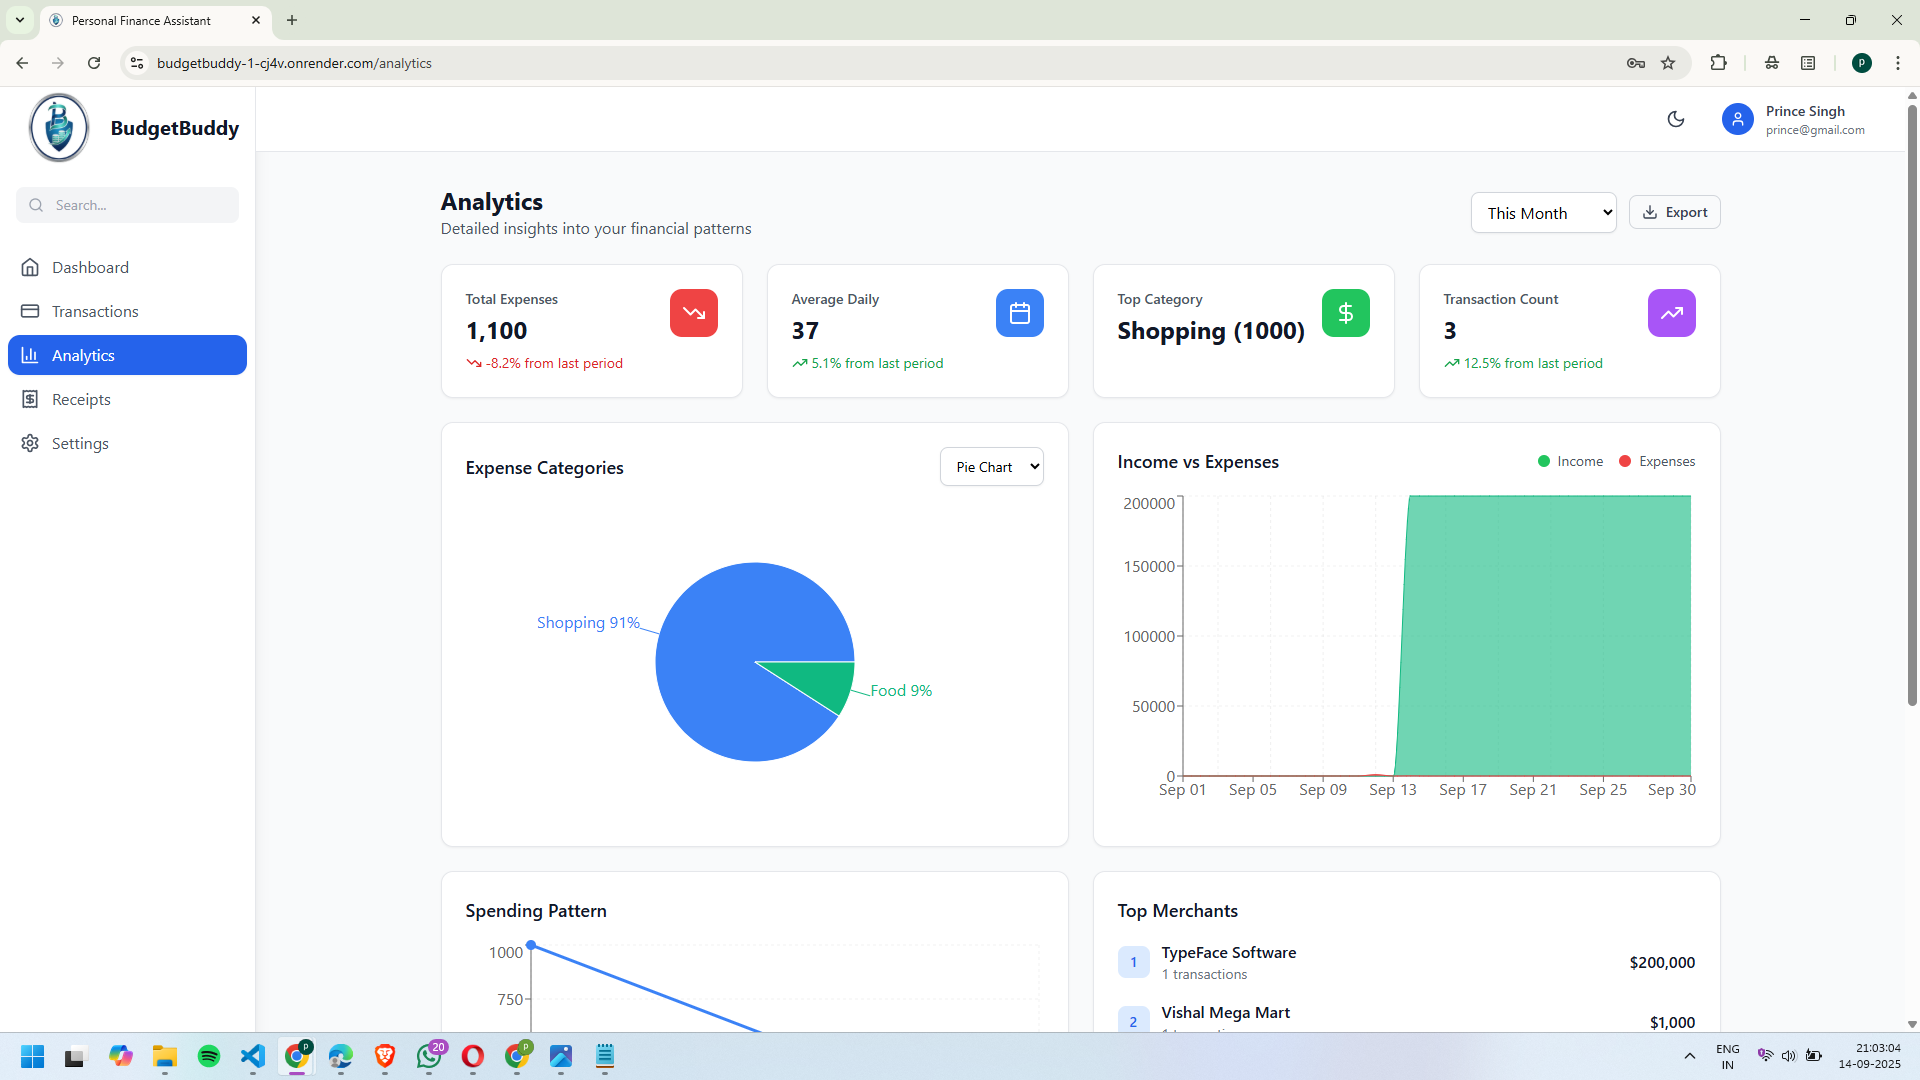 Personal Finance Assistant
budgetbuddy-1-cj4v.onrender.com/analytics
P
BudgetBuddy
Prince Singh
prince@gmail.com
Search...
Dashboard
Transactions
Analytics
Receipts
Settings
Analytics
Detailed insights into your financial patterns
This Month
Export
Total Expenses
1,100
-8.2% from last period
Average Daily
37
5.1% from last period
Top Category
Shopping (1000)
Transaction Count
3
12.5% from last period
Expense Categories
Pie Chart
Shopping 91%
Food 9%
Income vs Expenses
Income
Expenses
200000
150000
100000
50000
0
Sep 01 Sep 05 Sep 09 Sep 13 Sep 17 Sep 21 Sep 25 Sep 30
Spending Pattern
1000
750
Top Merchants
1
TypeFace Software
1 transactions
$200,000
2
Vishal Mega Mart
$1,000
P
20
P
ENG
IN
21:03:04
14-09-2025